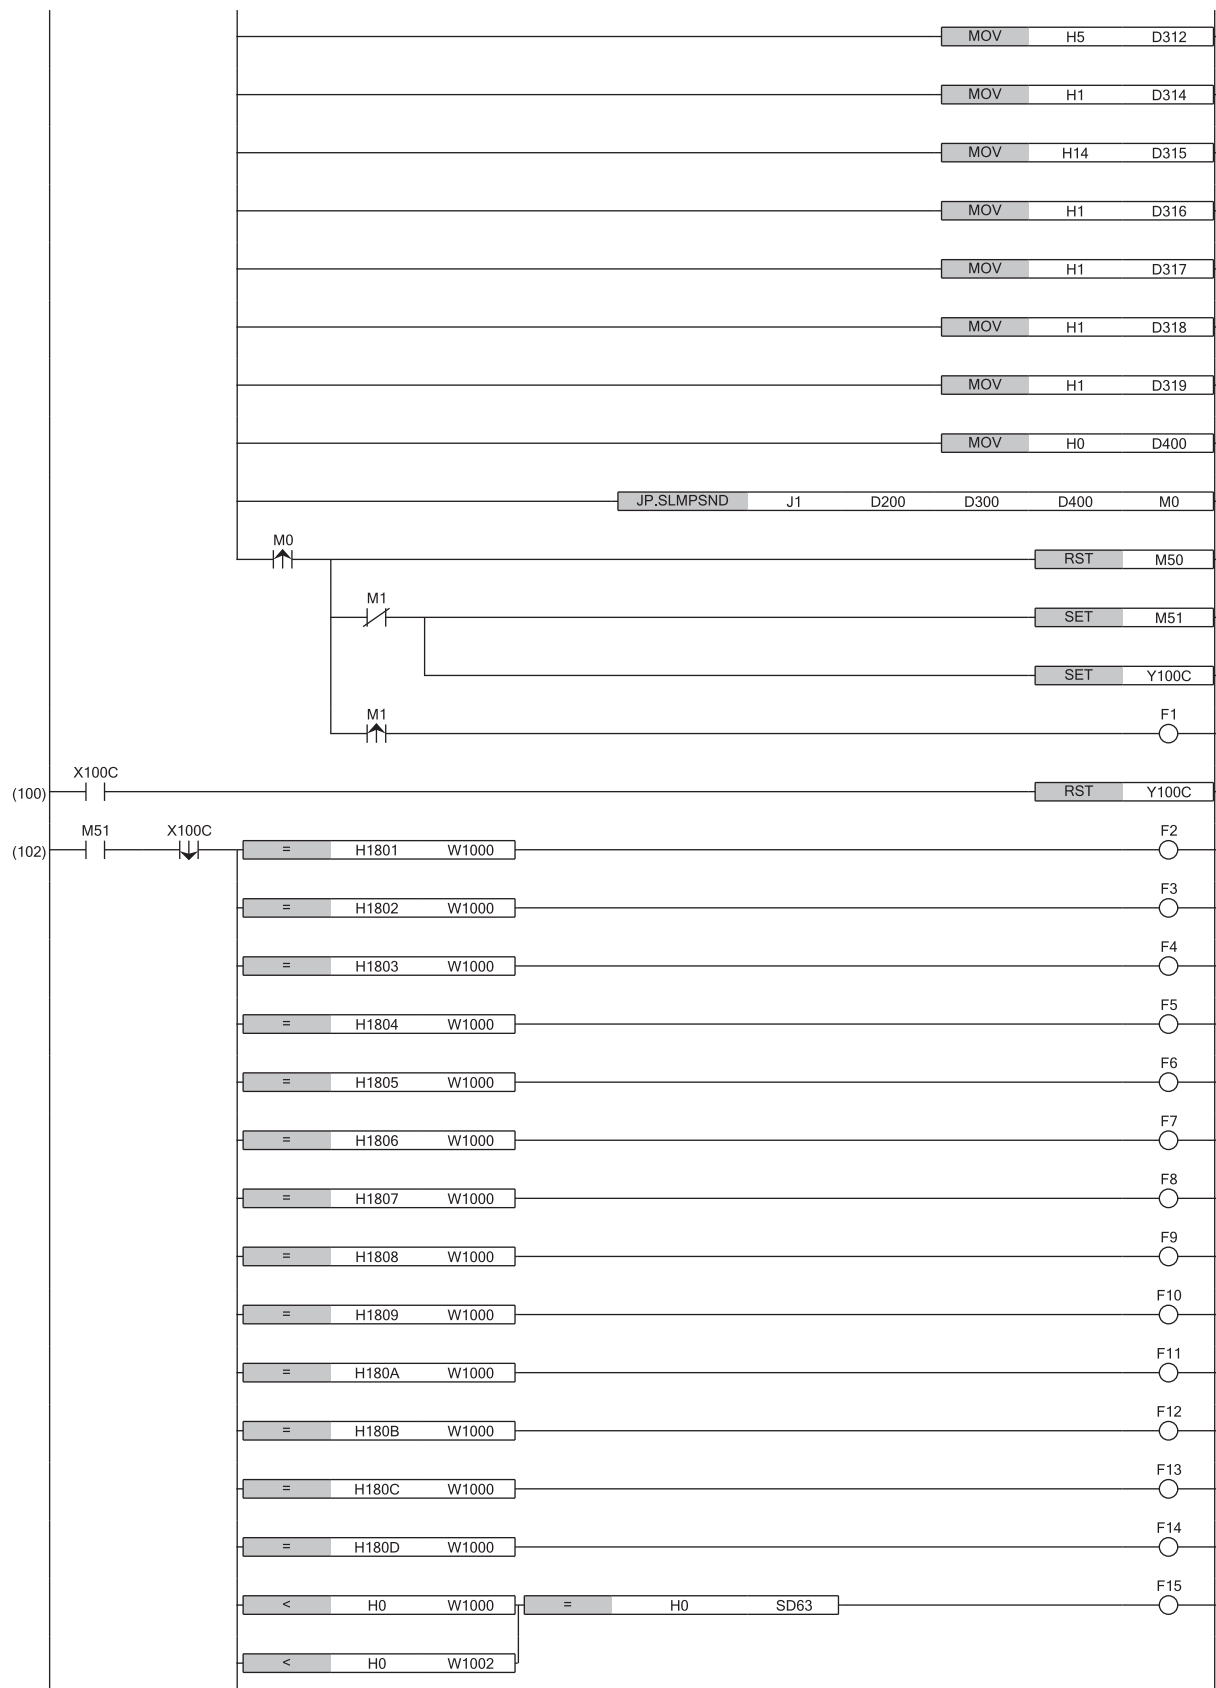 MOV H5 D312
MOV H1 D314
MOV H14 D315
MOV H1 D316
MOV H1 D317
MOV H1 D318
MOV H1 D319
MOV H0 D400
JP.SLMPSND J1 D200 D300 D400 M0
M0
RST M50
M1
SET M51
SET Y100C
M1 F1
X100C
(100) RST Y100C
M51 X100C F2
(102) = H1801 W1000
F3
= H1802 W1000
F4
= H1803 W1000
F5
= H1804 W1000
F6
= H1805 W1000
F7
= H1806 W1000
F8
= H1807 W1000
F9
= H1808 W1000
F10
= H1809 W1000
F11
= H180A W1000
F12
= H180B W1000
F13
= H180C W1000
F14
= H180D W1000
F15
< H0 W1000 = H0 SD63
< H0 W1002